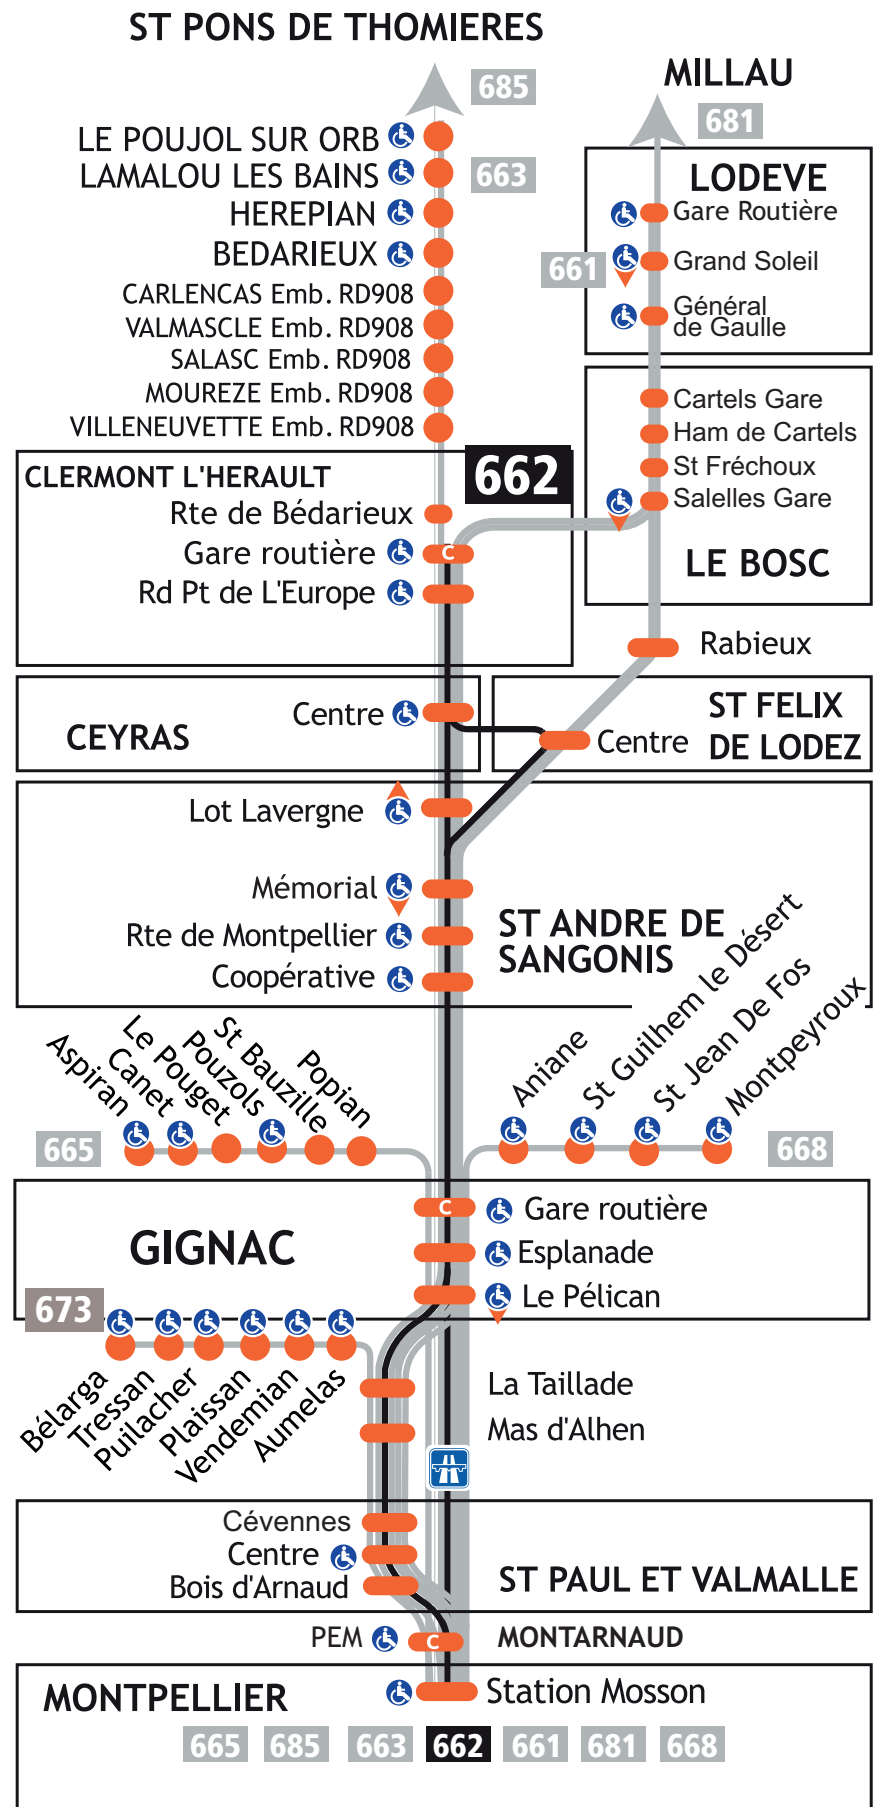 ST PONS DE THOMIERES
MILLAU
685
681
LE POUJOL SUR ORB
LAMALOU LES BAINS
663
LODEVE
HEREPIAN
Gare Routière
BEDARIEUX
661
Grand Soleil
CARLENCAS Emb. RD908
Général
de Gaulle
VALMASCLE Emb. RD908
SALASC Emb. RD908
MOUREZE Emb. RD908
Cartels Gare
VILLENEUVETTE Emb. RD908
Ham de Cartels
CLERMONT L'HERAULT
662
St Fréchoux
Salelles Gare
Rte de Bédarieux
Gare routière
C
LE BOSC
Rd Pt de L'Europe
Rabieux
CEYRAS
Centre
ST FELIX
DE LODEZ
Centre
Lot Lavergne
Mémorial
Rte de Montpellier
Coopérative
ST ANDRE DE
SANGONIS
Aspiran
Canet
Le Pouget
Pouzols
St Bauzille
Popian
Aniane
St Guilhem le Désert
St Jean De Fos
Montpeyroux
665
668
GIGNAC
C
Gare routière
Esplanade
Le Pélican
673
Bélarga
Tressan
Puilacher
Plaissan
Vendemian
Aumelas
La Taillade
Mas d'Alhen
Cévennes
Centre
Bois d'Arnaud
ST PAUL ET VALMALLE
PEM
C
MONTARNAUD
MONTPELLIER
Station Mosson
665 685 663 662 661 681 668